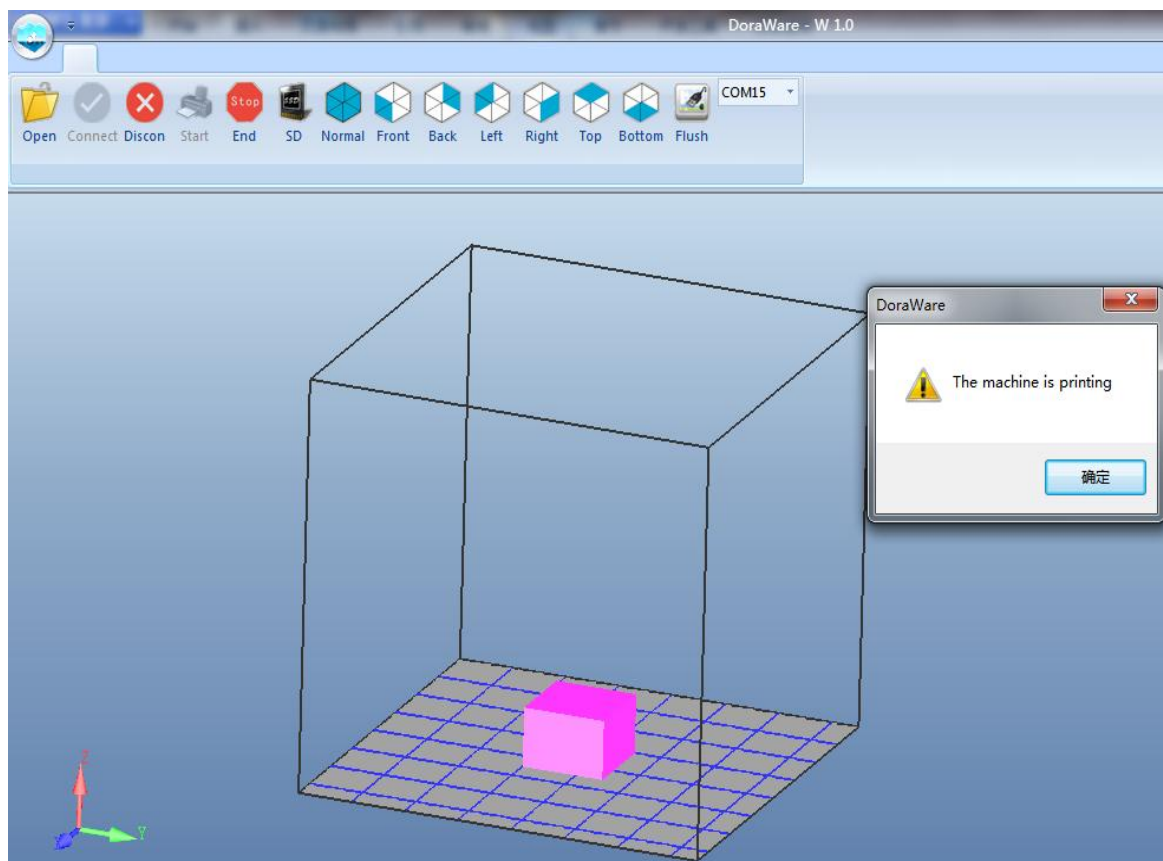 DoraWare - W 1.0
COM15
Stop
SSD
Open Connect Discon Start End SD Normal Front Back Left Right Top Bottom Flush
DoraWare
The machine is printing
确定
Z
Y